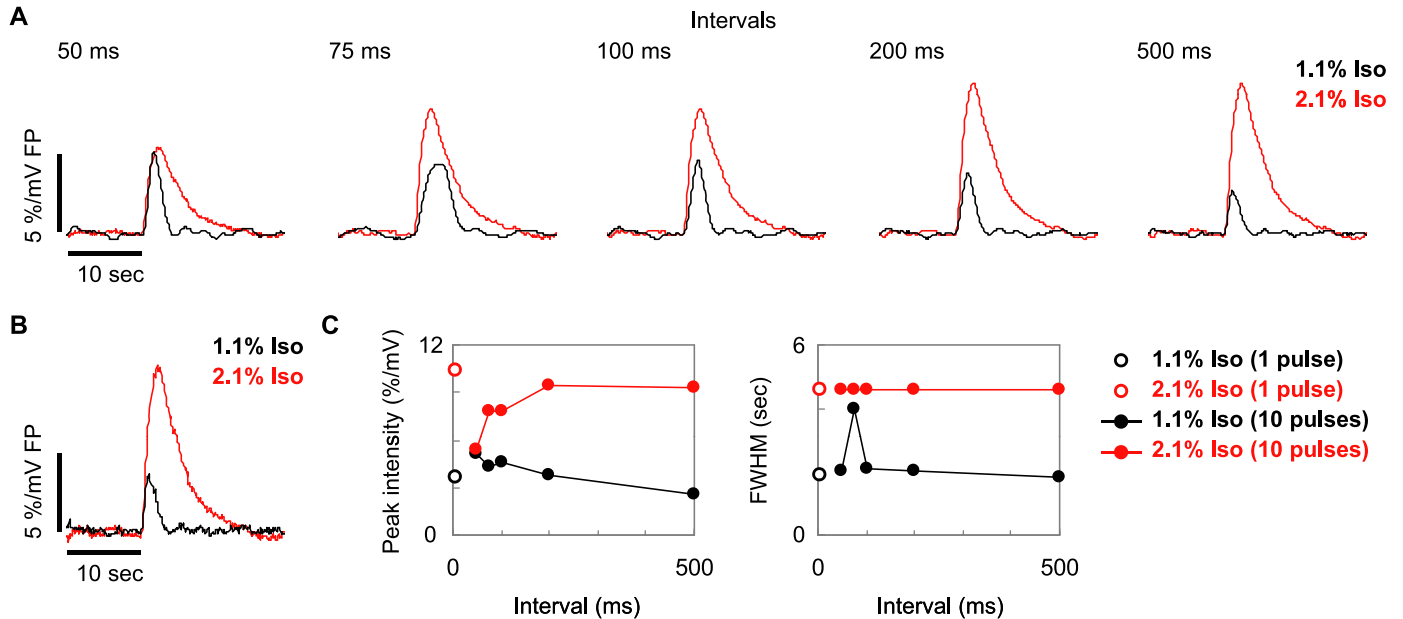 A
Intervals
50 ms
75 ms
100 ms
200 ms
500 ms
1.1% Iso
2.1% Iso
5 %/mV FP
10 sec
B
1.1% Iso
2.1% Iso
5 %/mV FP
10 sec
C
Peak intensity (%/mV)
12
0
0
500
Interval (ms)
FWHM (sec)
6
0
0
500
Interval (ms)
1.1% Iso (1 pulse)
2.1% Iso (1 pulse)
1.1% Iso (10 pulses)
2.1% Iso (10 pulses)